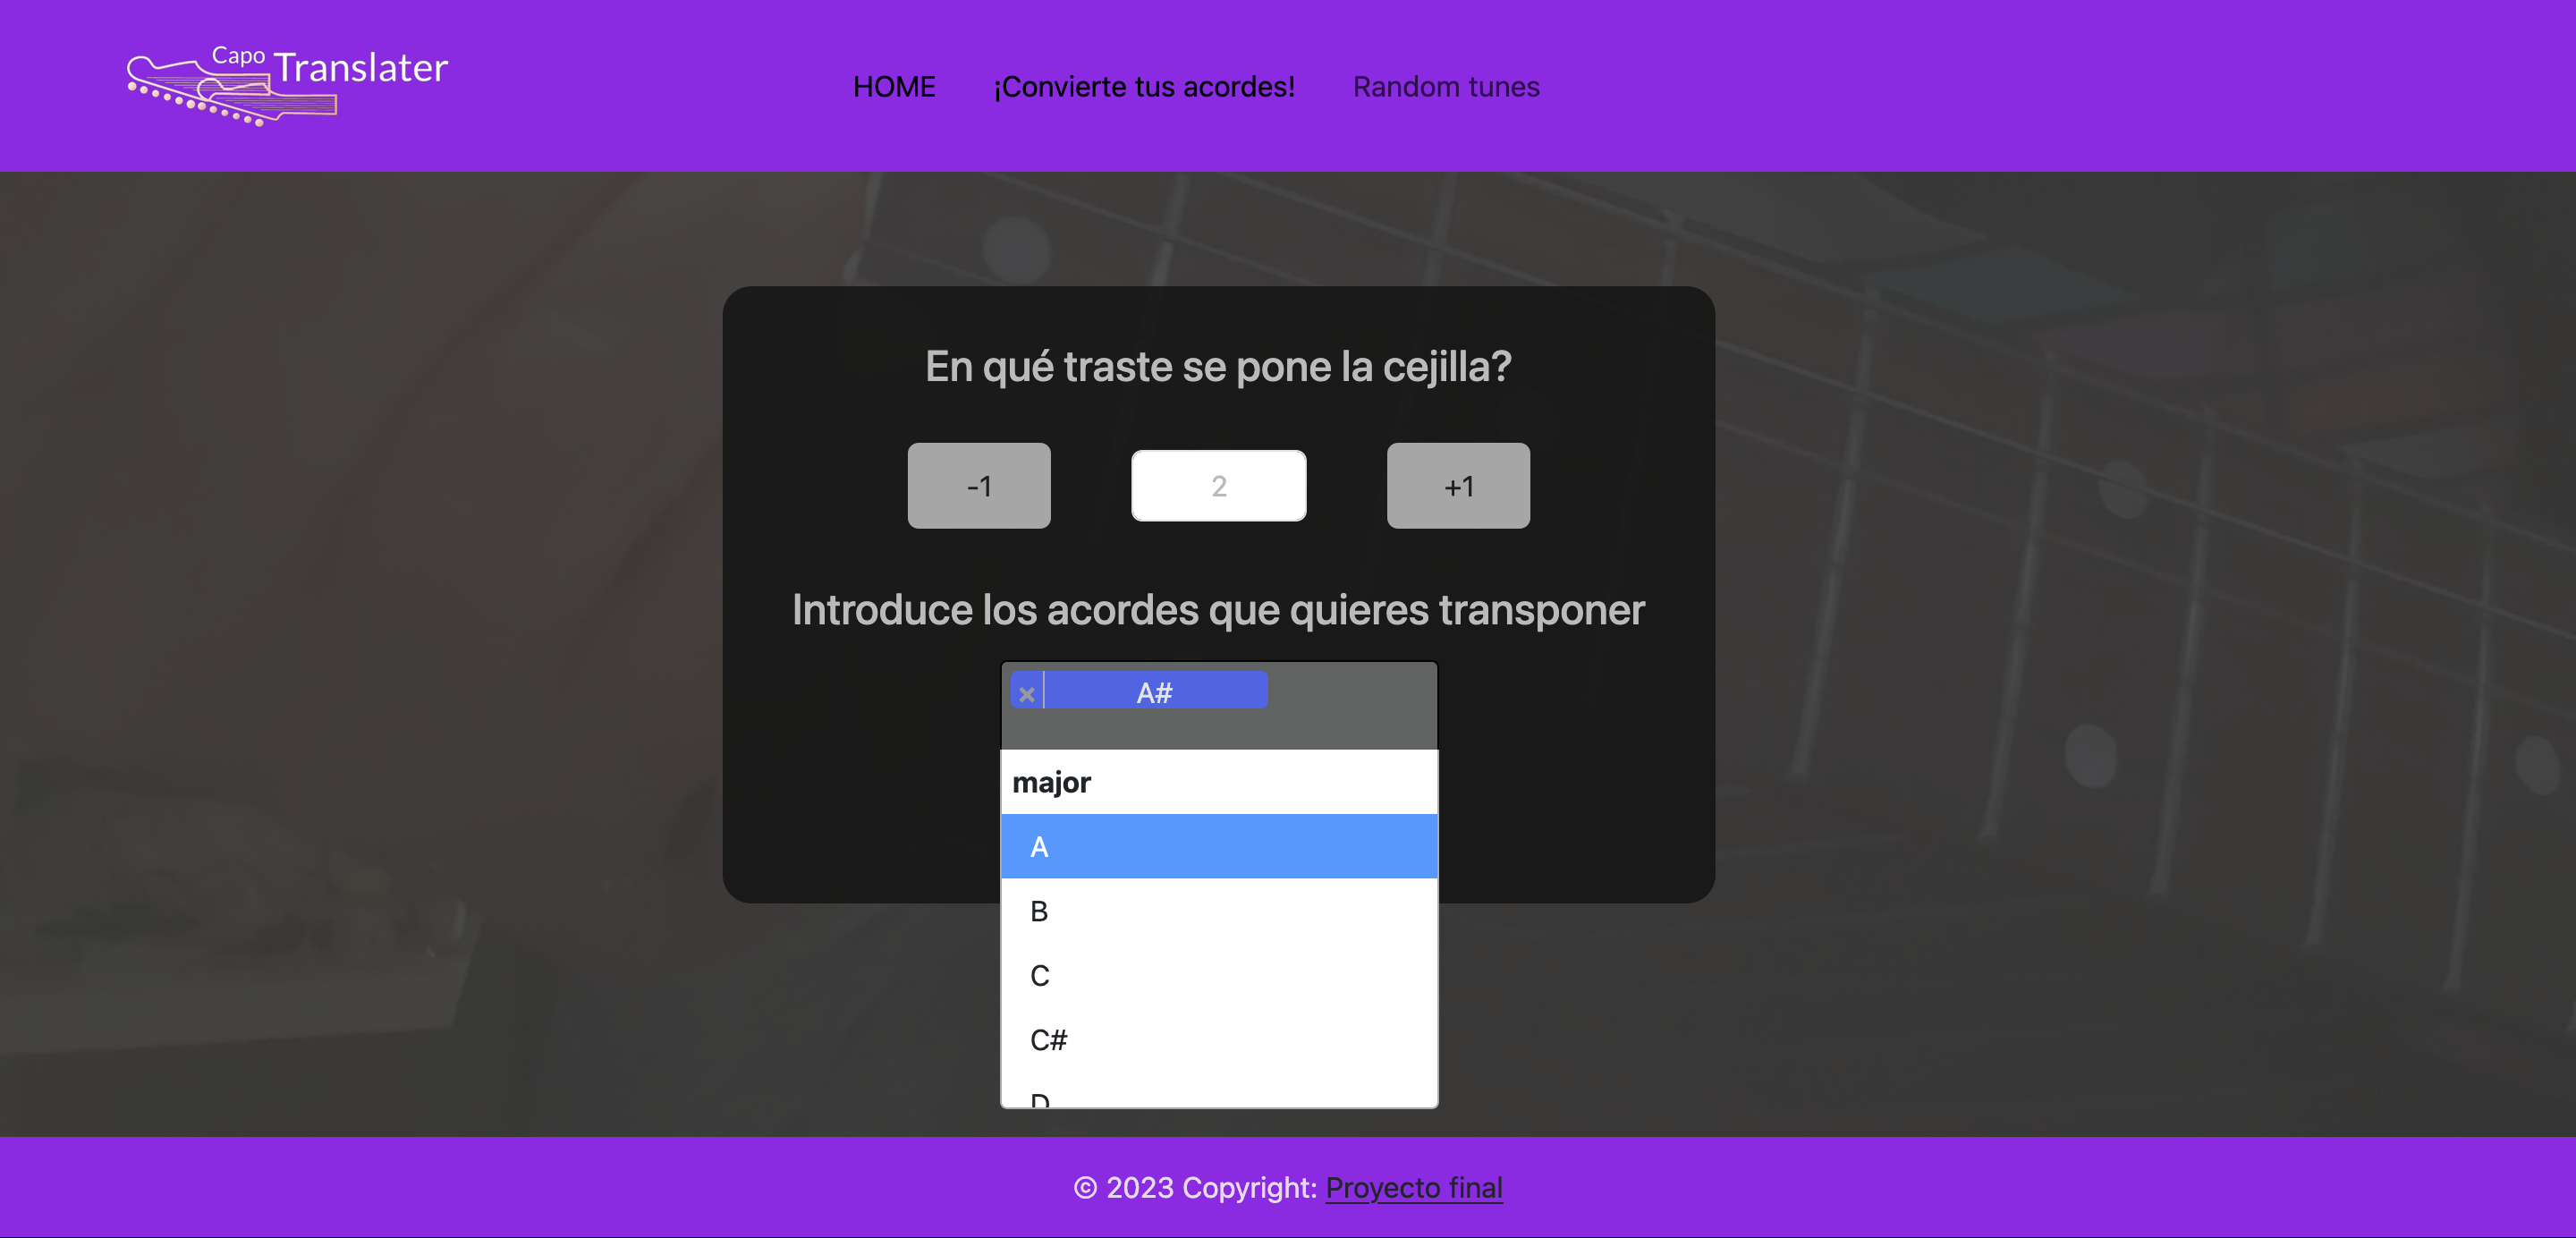 Capo Translater
HOME ¡Convierte tus acordes! Random tunes
En qué traste se pone la cejilla?
-1 2 +1
Introduce los acordes que quieres transponer
× A#
major
A
B
C
C#
D
© 2023 Copyright: Proyecto final